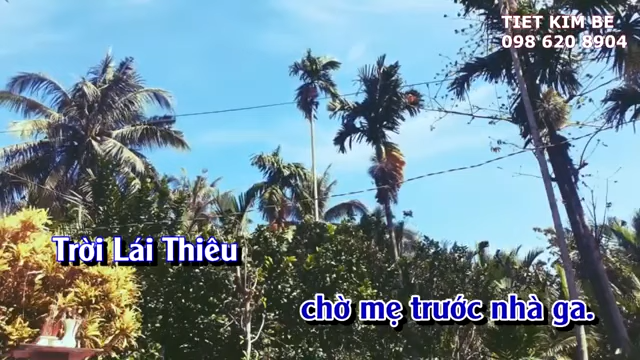 TIET KIM BE
098 620 8904
Trời Lái Thiêu
chờ mẹ trước nhà ga.